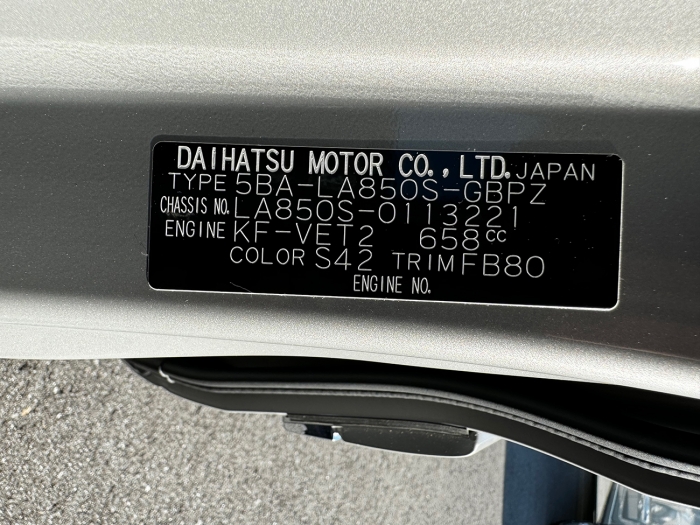 DAIHATSU MOTOR CO., LTD. JAPAN
TYPE 5BA-LA850S-GBPZ
CHASSIS NO. LA850S-0113221
ENGINE KF-VET2 658cc
COLOR S42 TRIM FB80
ENGINE NO.